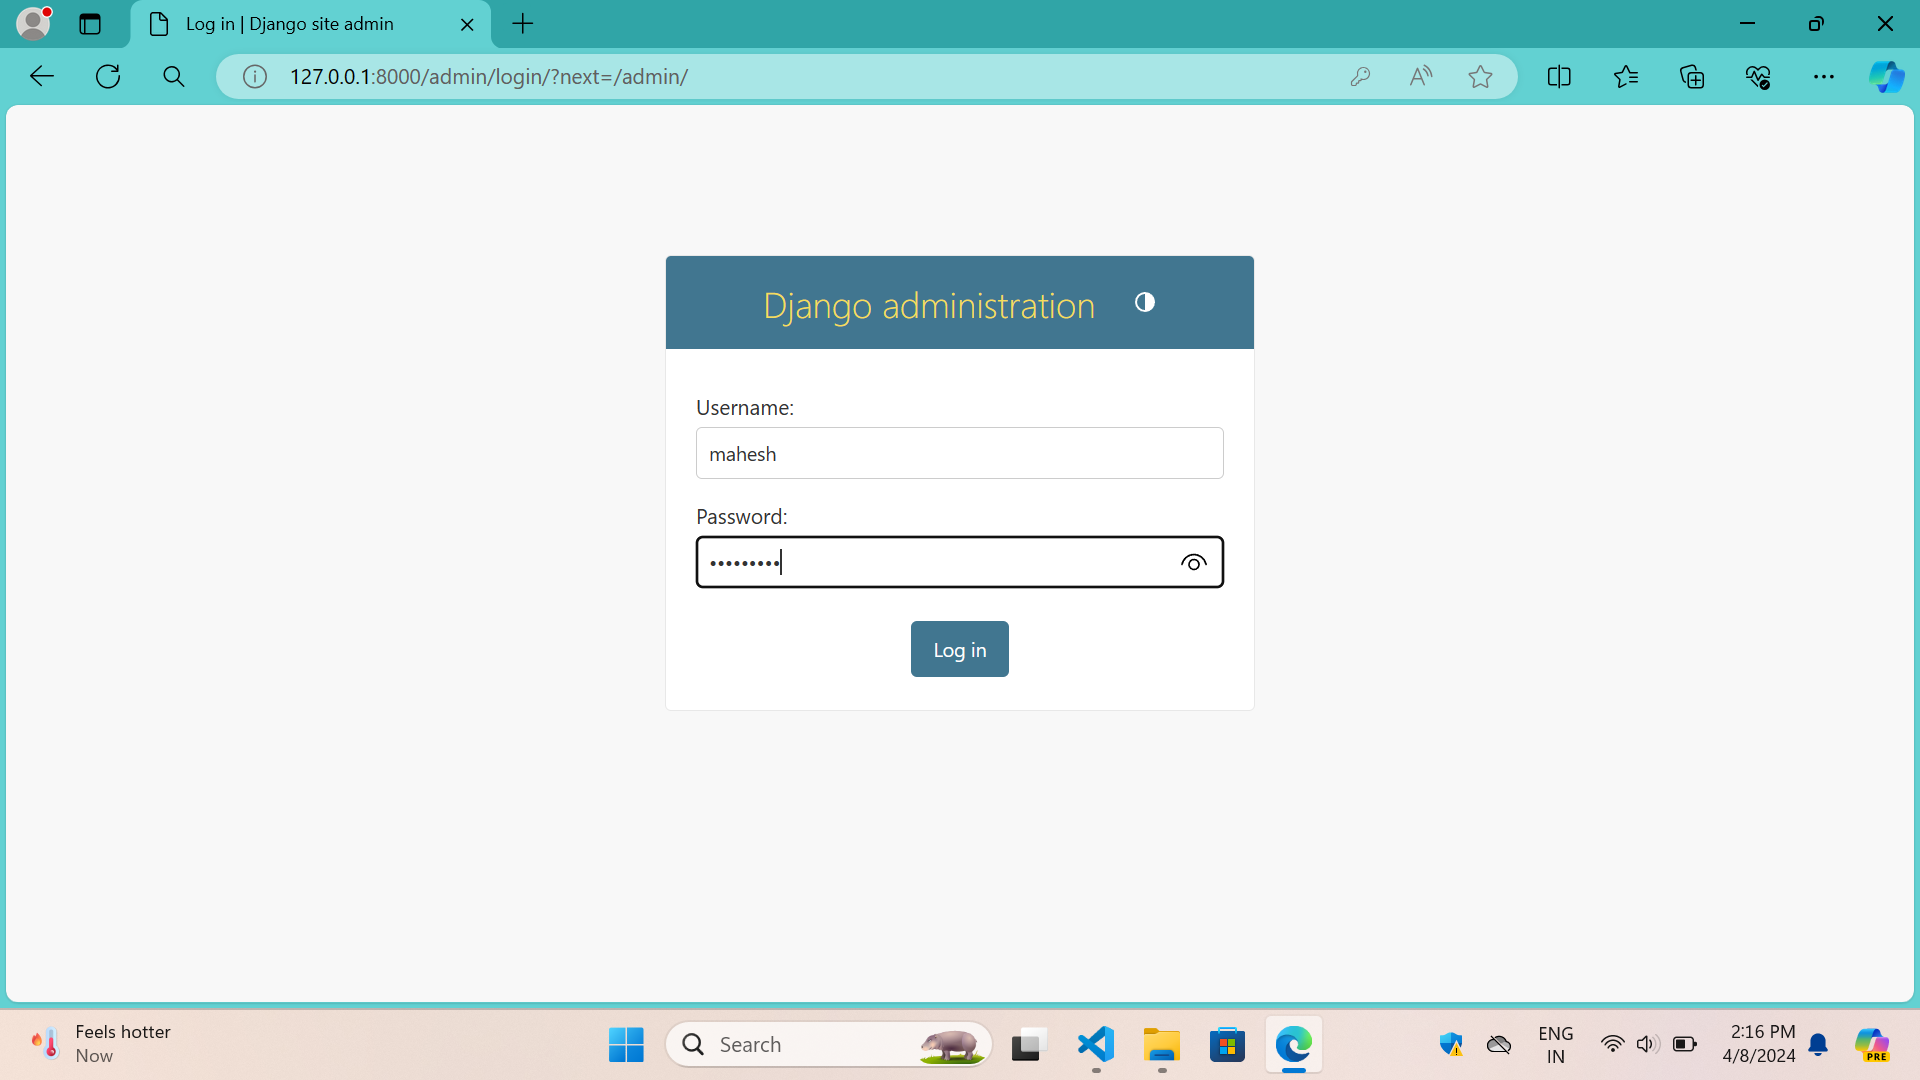 Log in | Django site admin
127.0.0.1:8000/admin/login/?next=/admin/
Django administration
Username:
mahesh
Password:
•••••••••
Log in
Feels hotter
Now
Search
ENG
IN
2:16 PM
4/8/2024
PRE